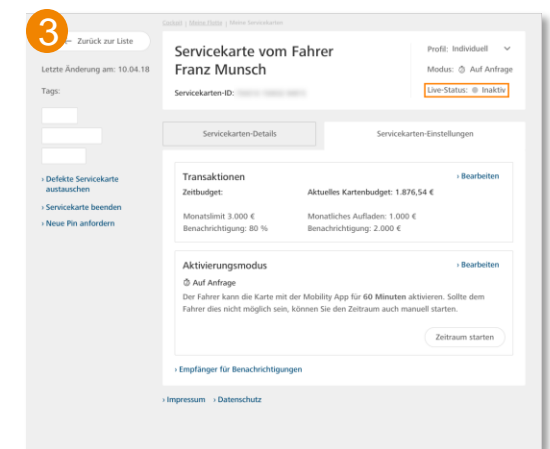 3
Cockpit | Meine Flotte | Meine Servicekarten
← Zurück zur Liste
Letzte Änderung am: 10.04.18
Tags:
› Defekte Servicekarte
austauschen
› Servicekarte beenden
› Neue Pin anfordern
Servicekarte vom Fahrer
Franz Munsch
Servicekarten-ID:
Profil: Individuell
Modus: Auf Anfrage
Live-Status: Inaktiv
Servicekarten-Details
Servicekarten-Einstellungen
Transaktionen
› Bearbeiten
Zeitbudget:
Aktuelles Kartenbudget: 1.876,54 €
Monatslimit 3.000 €
Monatliches Aufladen: 1.000 €
Benachrichtigung: 80 %
Benachrichtigung: 2.000 €
Aktivierungsmodus
› Bearbeiten
Auf Anfrage
Der Fahrer kann die Karte mit der Mobility App für 60 Minuten aktivieren. Sollte dem
Fahrer dies nicht möglich sein, können Sie den Zeitraum auch manuell starten.
Zeitraum starten
› Empfänger für Benachrichtigungen
› Impressum › Datenschutz